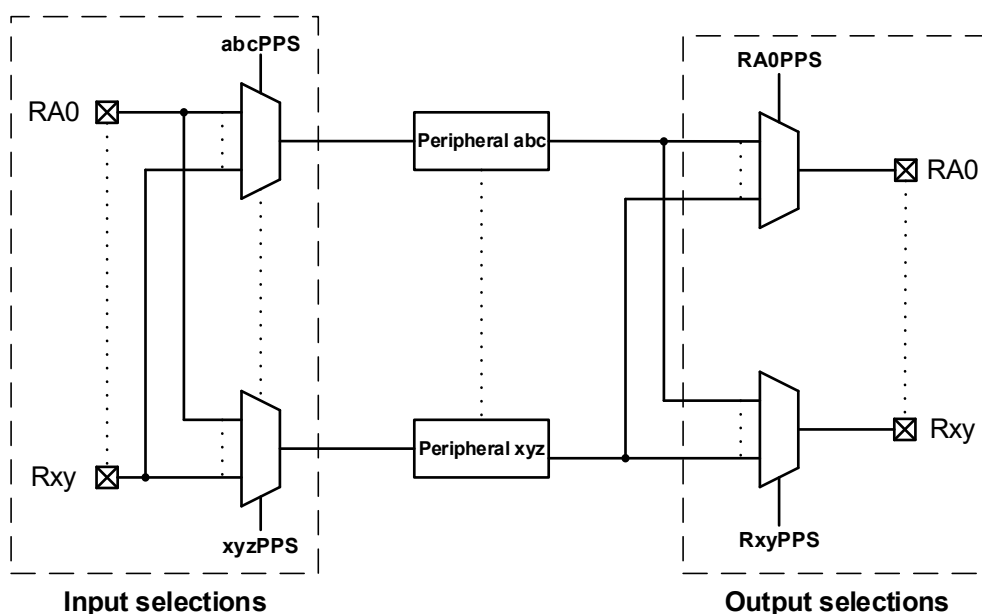 abcPPS
RA0PPS
RA0
Peripheral abc
RA0
Rxy
Peripheral xyz
Rxy
xyzPPS
RxyPPS
Input selections
Output selections